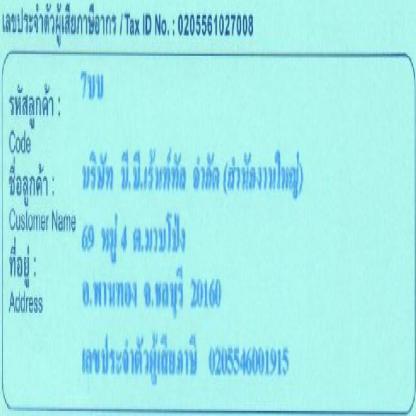 เลขประจำตัวผู้เสียภาษีอากร / Tax ID No. : 0205561027008
รหัสลูกค้า : 7บบ
Code
ชื่อลูกค้า : บริษัท บี.บี.เร้นท์ทัล จำกัด (สำนักงานใหญ่)
Customer Name
69 หมู่ 4 ต.มาบโป่ง
ที่อยู่ :
Address
อ.พานทอง จ.ชลบุรี 20160
เลขประจำตัวผู้เสียภาษี 0205546001915